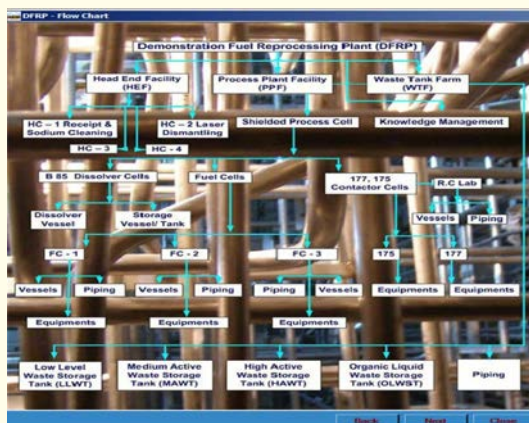 DFRP - Flow Chart
Demonstration Fuel Reprocessing Plant (DFRP)
Head End Facility
(HEF)
Process Plant Facility
(PPF)
Waste Tank Farm
(WTF)
HC – 1 Receipt &
Sodium Cleaning
HC – 2 Laser
Dismantling
Shielded Process Cell
Knowledge Management
HC – 3
HC - 4
B 85 Dissolver Cells
Fuel Cells
177, 175
Contactor Cells
R.C Lab
Dissolver
Vessel
Storage
Vessel/ Tank
Vessels
Piping
FC - 1
FC - 2
FC - 3
175
177
Vessels
Piping
Vessels
Piping
Piping
Vessels
Equipments
Equipments
Equipments
Equipments
Equipments
Low Level
Waste Storage
Tank (LLWT)
Medium Active
Waste Storage
Tank (MAWT)
High Active
Waste Storage
Tank (HAWT)
Organic Liquid
Waste Storage
Tank (OLWST)
Piping
Back
Next
Close